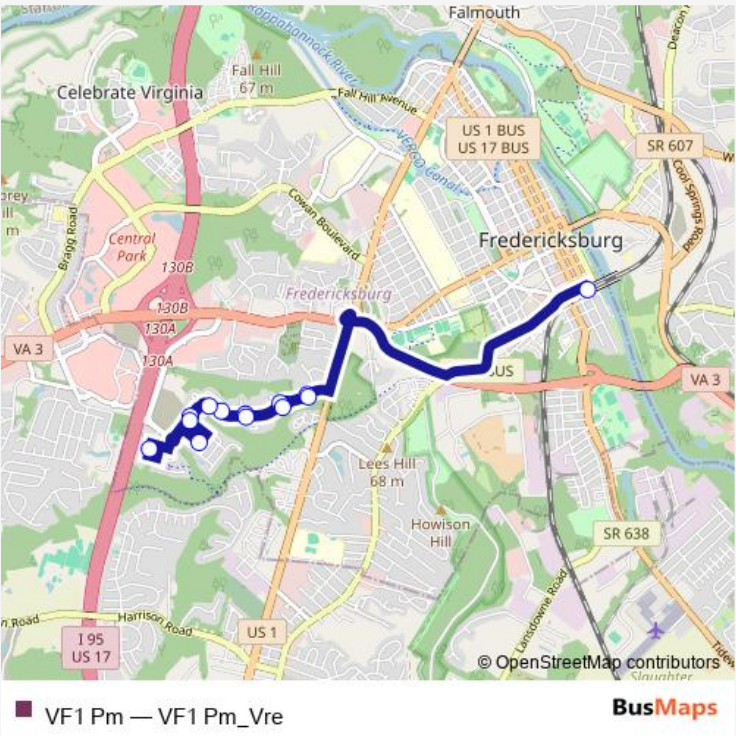 Falmouth
Rappahannock River
Deacon
Fall Hill
67 m
Celebrate Virginia
Fall Hill Avenue
US 1 BUS
US 17 BUS
SR 607
VEPCO Canal
Cool Springs Road
Cowan Boulevard
Bragg Road
Central
Park
Fredericksburg
130B
Fredericksburg
130B
130A
VA 3
130A
BUS
VA 3
Lees Hill
68 m
Howison
Hill
SR 638
Lansdowne Road
n Road
Harrison Road
US 1
I 95
US 17
© OpenStreetMap contributors
Slaughter
VF1 Pm — VF1 Pm_Vre
BusMaps